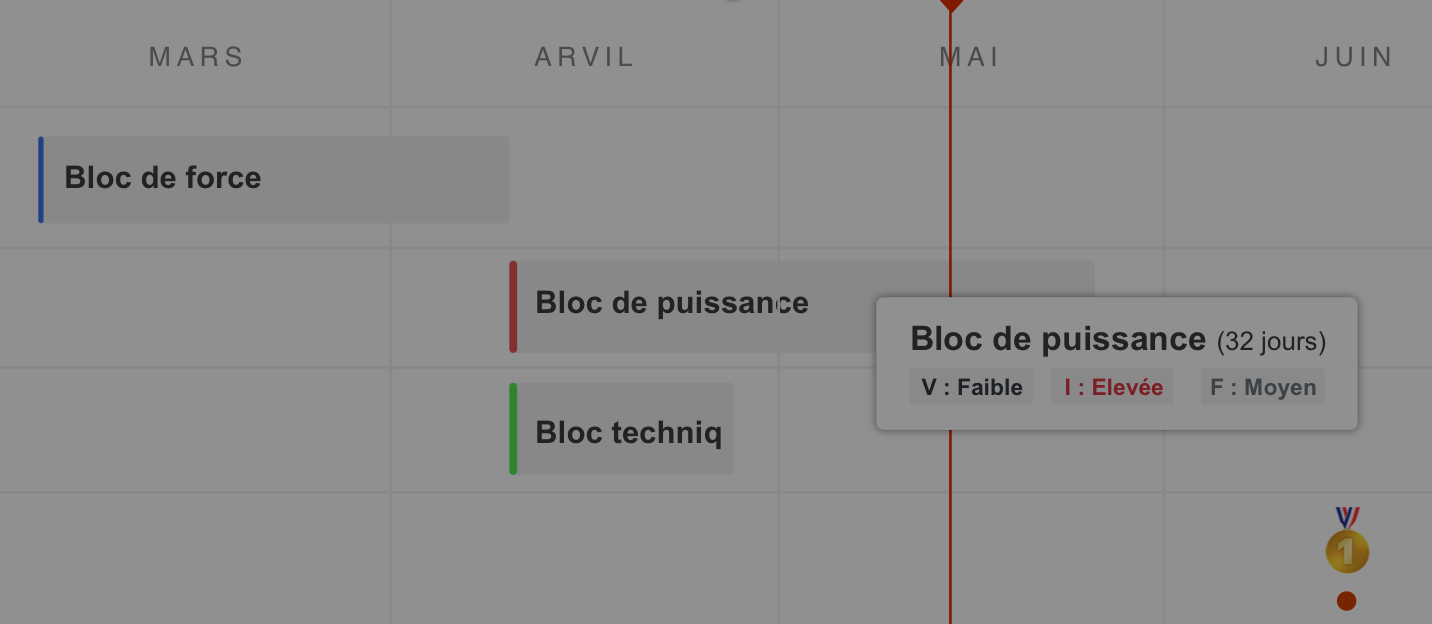 MARS ARVIL MAI JUIN
Bloc de force
Bloc de puissance
Bloc de puissance (32 jours)
V : Faible I : Elevée F : Moyen
Bloc techniq
1